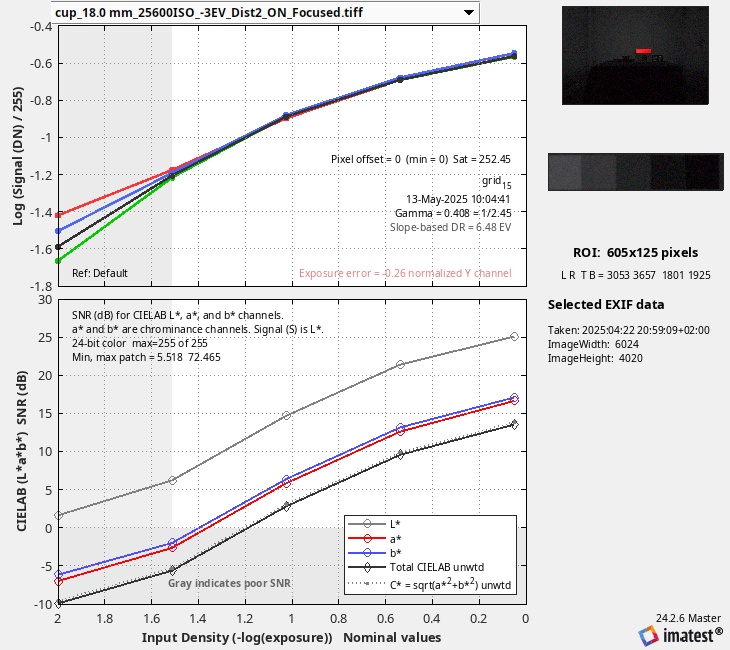 cup_18.0 mm_25600ISO_-3EV_Dist2_ON_Focused.tiff
-0.4
-0.6
-0.8
-1
-1.2
-1.4
-1.6
-1.8
Log (Signal (DN) / 255)
Pixel offset = 0 (min = 0) Sat = 252.45
grid15
13-May-2025 10:04:41
Gamma = 0.408 = 1/2.45
Slope-based DR = 6.48 EV
Ref: Default
Exposure error = -0.26 normalized Y channel
ROI: 605x125 pixels
L R T B = 3053 3657 1801 1925
Selected EXIF data
Taken: 2025:04:22 20:59:09+02:00
ImageWidth: 6024
ImageHeight: 4020
30
25
20
15
10
5
0
-5
-10
CIELAB (L*a*b*) SNR (dB)
SNR (dB) for CIELAB L*, a*, and b* channels.
a* and b* are chrominance channels. Signal (S) is L*.
24-bit color max=255 of 255
Min, max patch = 5.518 72.465
L*
a*
b*
Total CIELAB unwtd
C* = sqrt(a*2+b*2) unwtd
Gray indicates poor SNR
2 1.8 1.6 1.4 1.2 1 0.8 0.6 0.4 0.2 0
Input Density (-log(exposure)) Nominal values
24.2.6 Master
imatest®